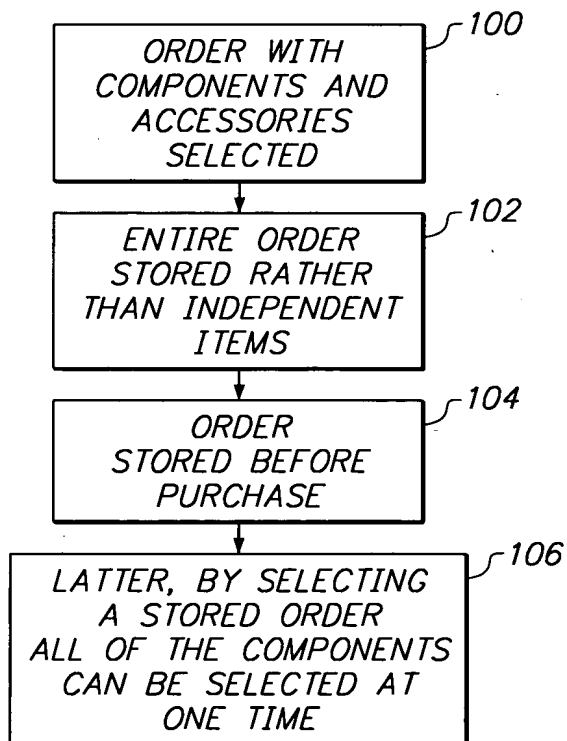 100
ORDER WITH
COMPONENTS AND
ACCESSORIES
SELECTED
102
ENTIRE ORDER
STORED RATHER
THAN INDEPENDENT
ITEMS
104
ORDER
STORED BEFORE
PURCHASE
106
LATTER, BY SELECTING
A STORED ORDER
ALL OF THE COMPONENTS
CAN BE SELECTED AT
ONE TIME